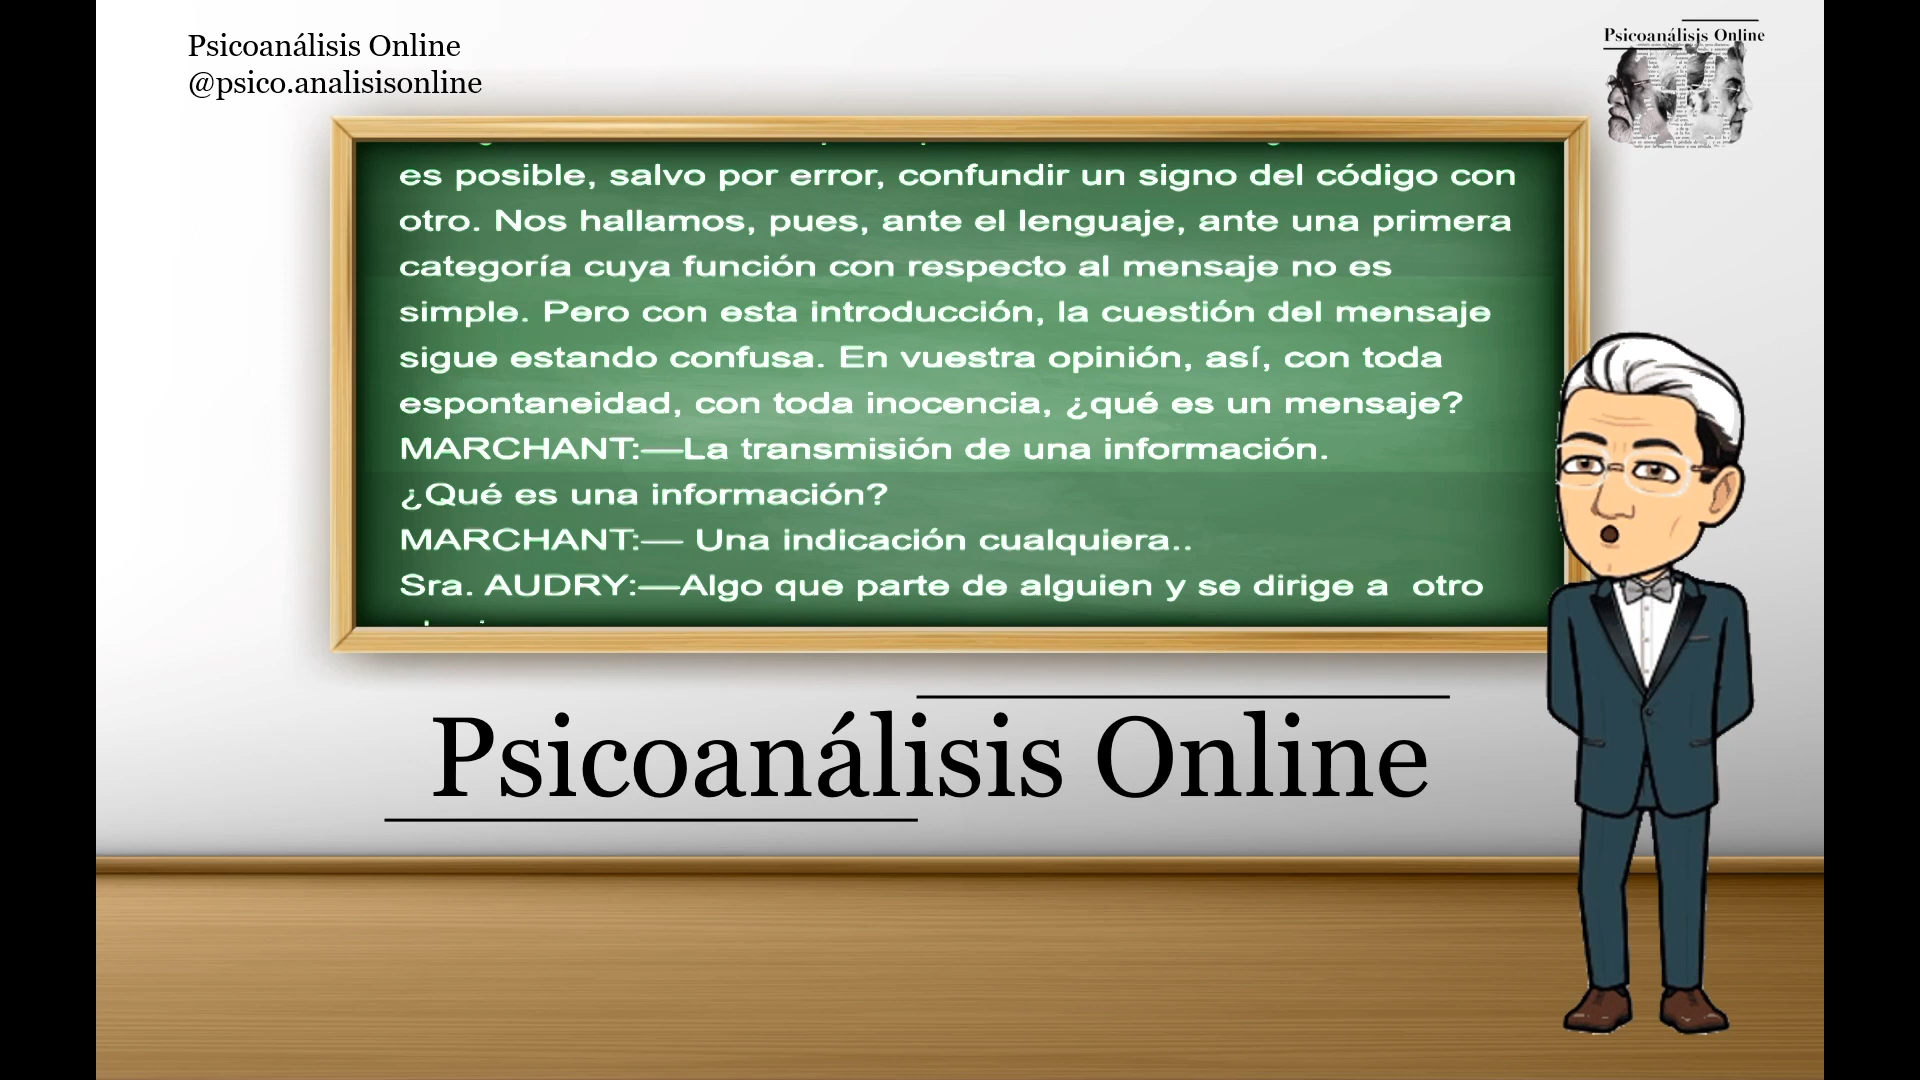 Psicoanálisis Online
@psico.analisisonline
Psicoanálisis Online
es posible, salvo por error, confundir un signo del código con
otro. Nos hallamos, pues, ante el lenguaje, ante una primera
categoría cuya función con respecto al mensaje no es
simple. Pero con esta introducción, la cuestión del mensaje
sigue estando confusa. En vuestra opinión, así, con toda
espontaneidad, con toda inocencia, ¿qué es un mensaje?
MARCHANT:—La transmisión de una información.
¿Qué es una información?
MARCHANT:— Una indicación cualquiera..
Sra. AUDRY:—Algo que parte de alguien y se dirige a  otro
Psicoanálisis Online